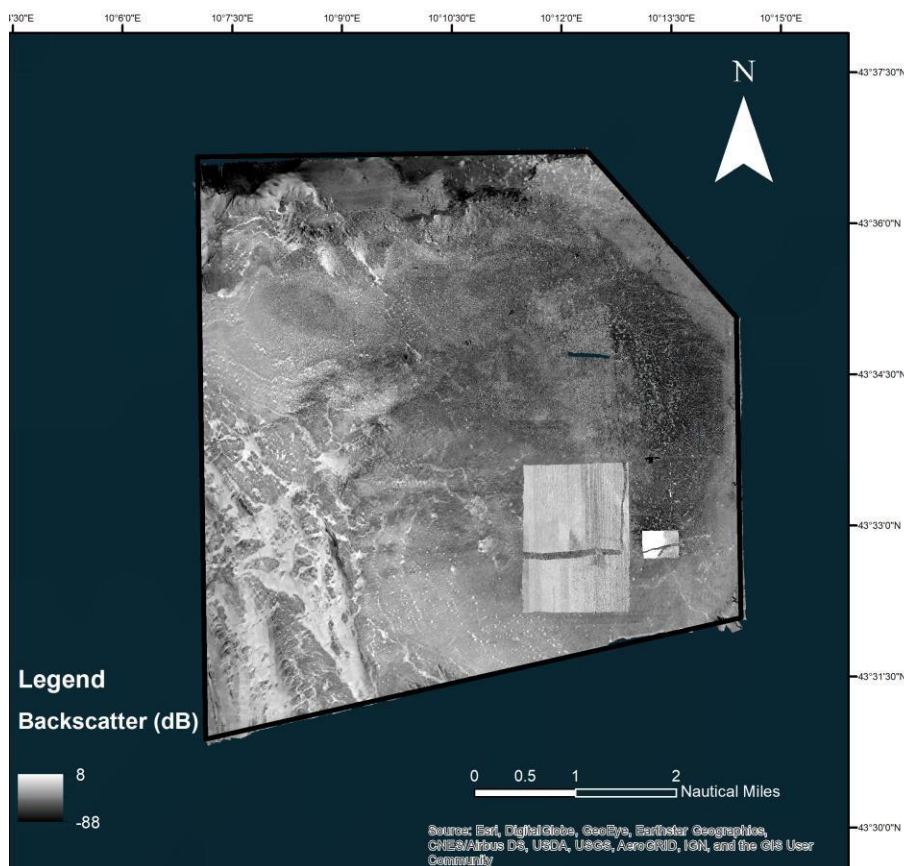 4'30"E 10°6'0"E 10°7'30"E 10°9'0"E 10°10'30"E 10°12'0"E 10°13'30"E 10°15'0"E
N
43°37'30"N
43°36'0"N
43°34'30"N
43°33'0"N
43°31'30"N
43°30'0"N
Legend
Backscatter (dB)
8
-88
0 0.5 1 2
Nautical Miles
Source: Esri, DigitalGlobe, GeoEye, Earthstar Geographics,
CNES/Airbus DS, USDA, USGS, AeroGRID, IGN, and the GIS User
Community